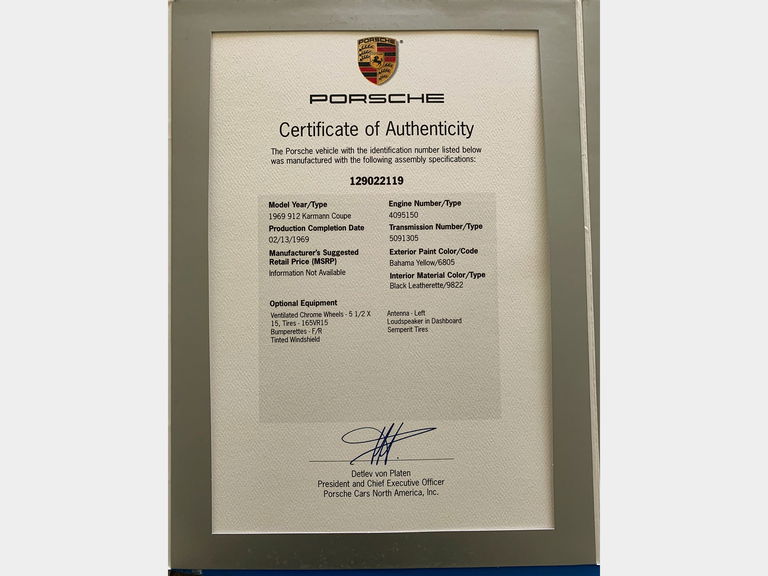 PORSCHE
PORSCHE
Certificate of Authenticity
The Porsche vehicle with the identification number listed below
was manufactured with the following assembly specifications:
129022119
Model Year/Type
1969 912 Karmann Coupe
Production Completion Date
02/13/1969
Manufacturer's Suggested
Retail Price (MSRP)
Information Not Available
Engine Number/Type
4095150
Transmission Number/Type
5091305
Exterior Paint Color/Code
Bahama Yellow/6805
Interior Material Color/Type
Black Leatherette/9822
Optional Equipment
Ventilated Chrome Wheels - 5 1/2 X
15, Tires - 165VR15
Bumperettes - F/R
Tinted Windshield
Antenna - Left
Loudspeaker in Dashboard
Semperit Tires
Detlev von Platen
President and Chief Executive Officer
Porsche Cars North America, Inc.